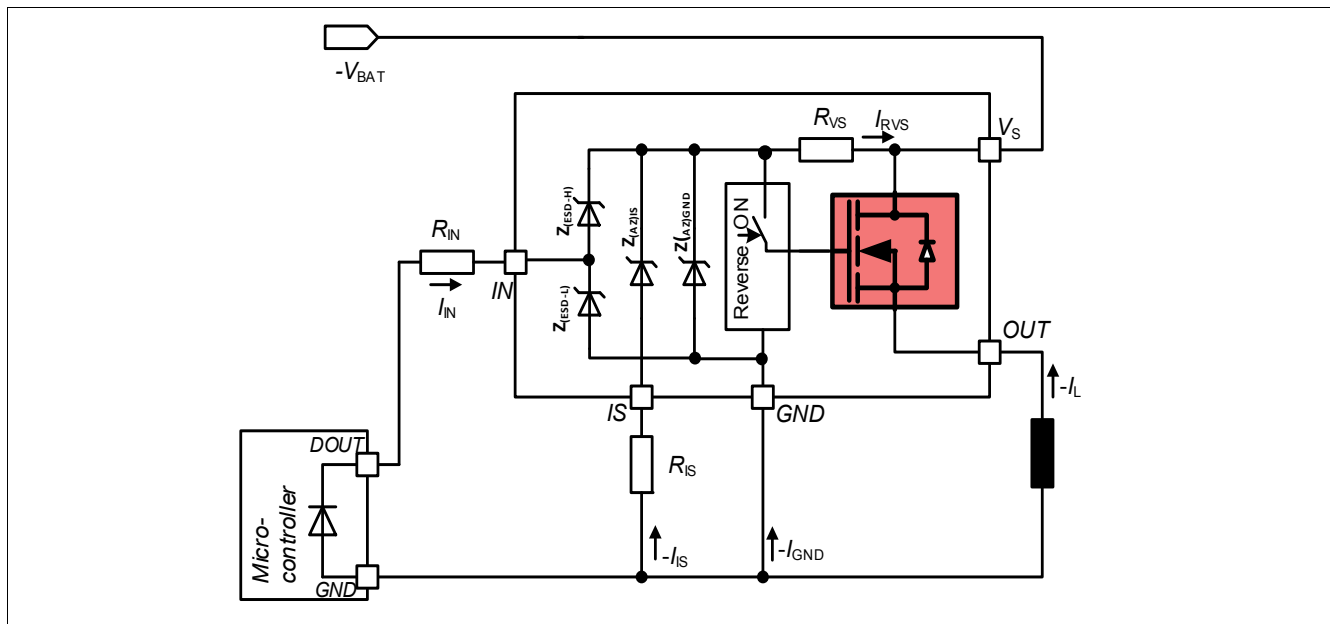 -VBAT
RVS
IRVS
VS
Z(ESD-H)
Z(AZ)IS
Z(AZ)GND
Reverse ON
RIN
IN
IIN
Z(ESD-L)
OUT
-IL
IS
GND
DOUT
RIS
Micro-
controller
-IIS
-IGND
GND